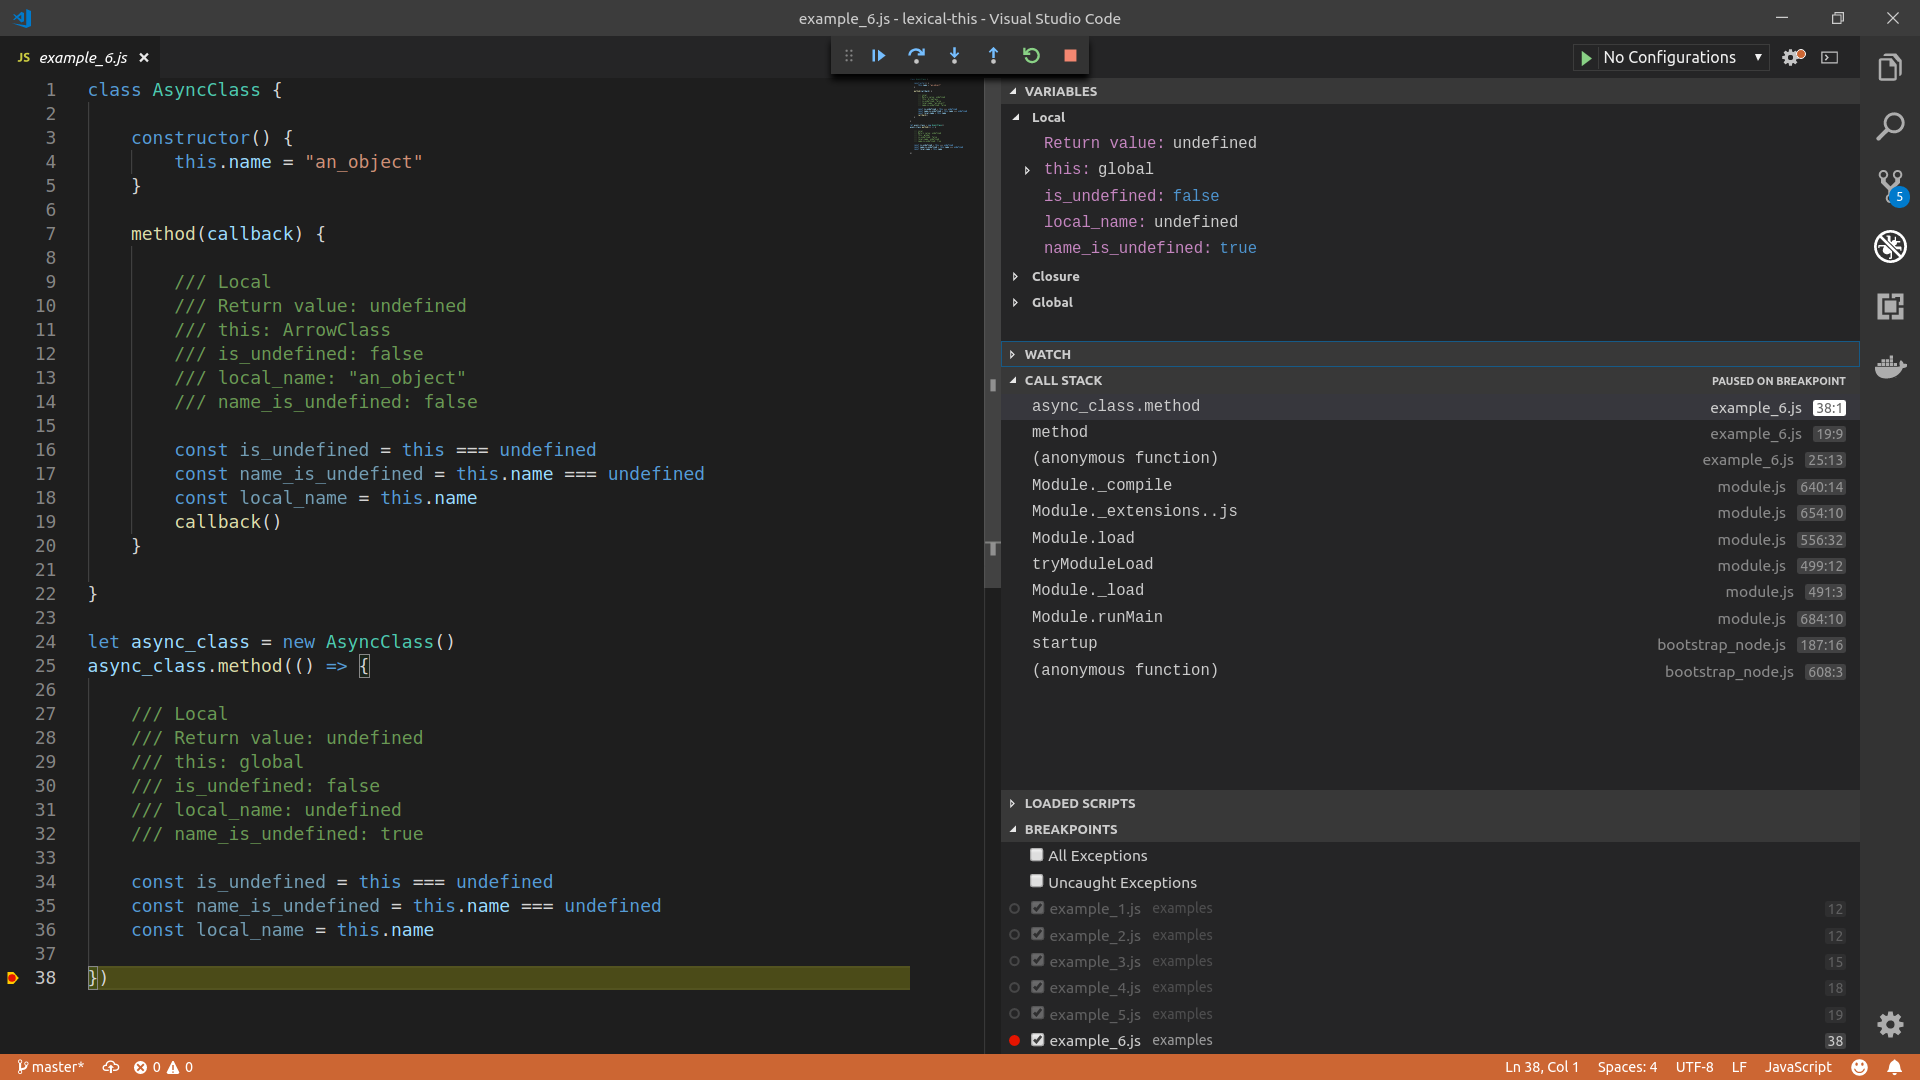 example_6.js - lexical-this - Visual Studio Code
JS example_6.js ×
No Configurations
1 class AsyncClass {
2
3     constructor() {
4         this.name = "an_object"
5     }
6
7     method(callback) {
8
9         /// Local
10         /// Return value: undefined
11         /// this: ArrowClass
12         /// is_undefined: false
13         /// local_name: "an_object"
14         /// name_is_undefined: false
15
16         const is_undefined = this === undefined
17         const name_is_undefined = this.name === undefined
18         const local_name = this.name
19         callback()
20     }
21
22 }
23
24 let async_class = new AsyncClass()
25 async_class.method(() => {
26
27     /// Local
28     /// Return value: undefined
29     /// this: global
30     /// is_undefined: false
31     /// local_name: undefined
32     /// name_is_undefined: true
33
34     const is_undefined = this === undefined
35     const name_is_undefined = this.name === undefined
36     const local_name = this.name
37
38 })
VARIABLES
Local
Return value: undefined
this: global
is_undefined: false
local_name: undefined
name_is_undefined: true
Closure
Global
WATCH
CALL STACK PAUSED ON BREAKPOINT
async_class.method example_6.js 38:1
method example_6.js 19:9
(anonymous function) example_6.js 25:13
Module._compile module.js 640:14
Module._extensions..js module.js 654:10
Module.load module.js 556:32
tryModuleLoad module.js 499:12
Module._load module.js 491:3
Module.runMain module.js 684:10
startup bootstrap_node.js 187:16
(anonymous function) bootstrap_node.js 608:3
LOADED SCRIPTS
BREAKPOINTS
All Exceptions
Uncaught Exceptions
example_1.js examples 12
example_2.js examples 12
example_3.js examples 15
example_4.js examples 18
example_5.js examples 19
example_6.js examples 38
5
master* 0 0 Ln 38, Col 1 Spaces: 4 UTF-8 LF JavaScript